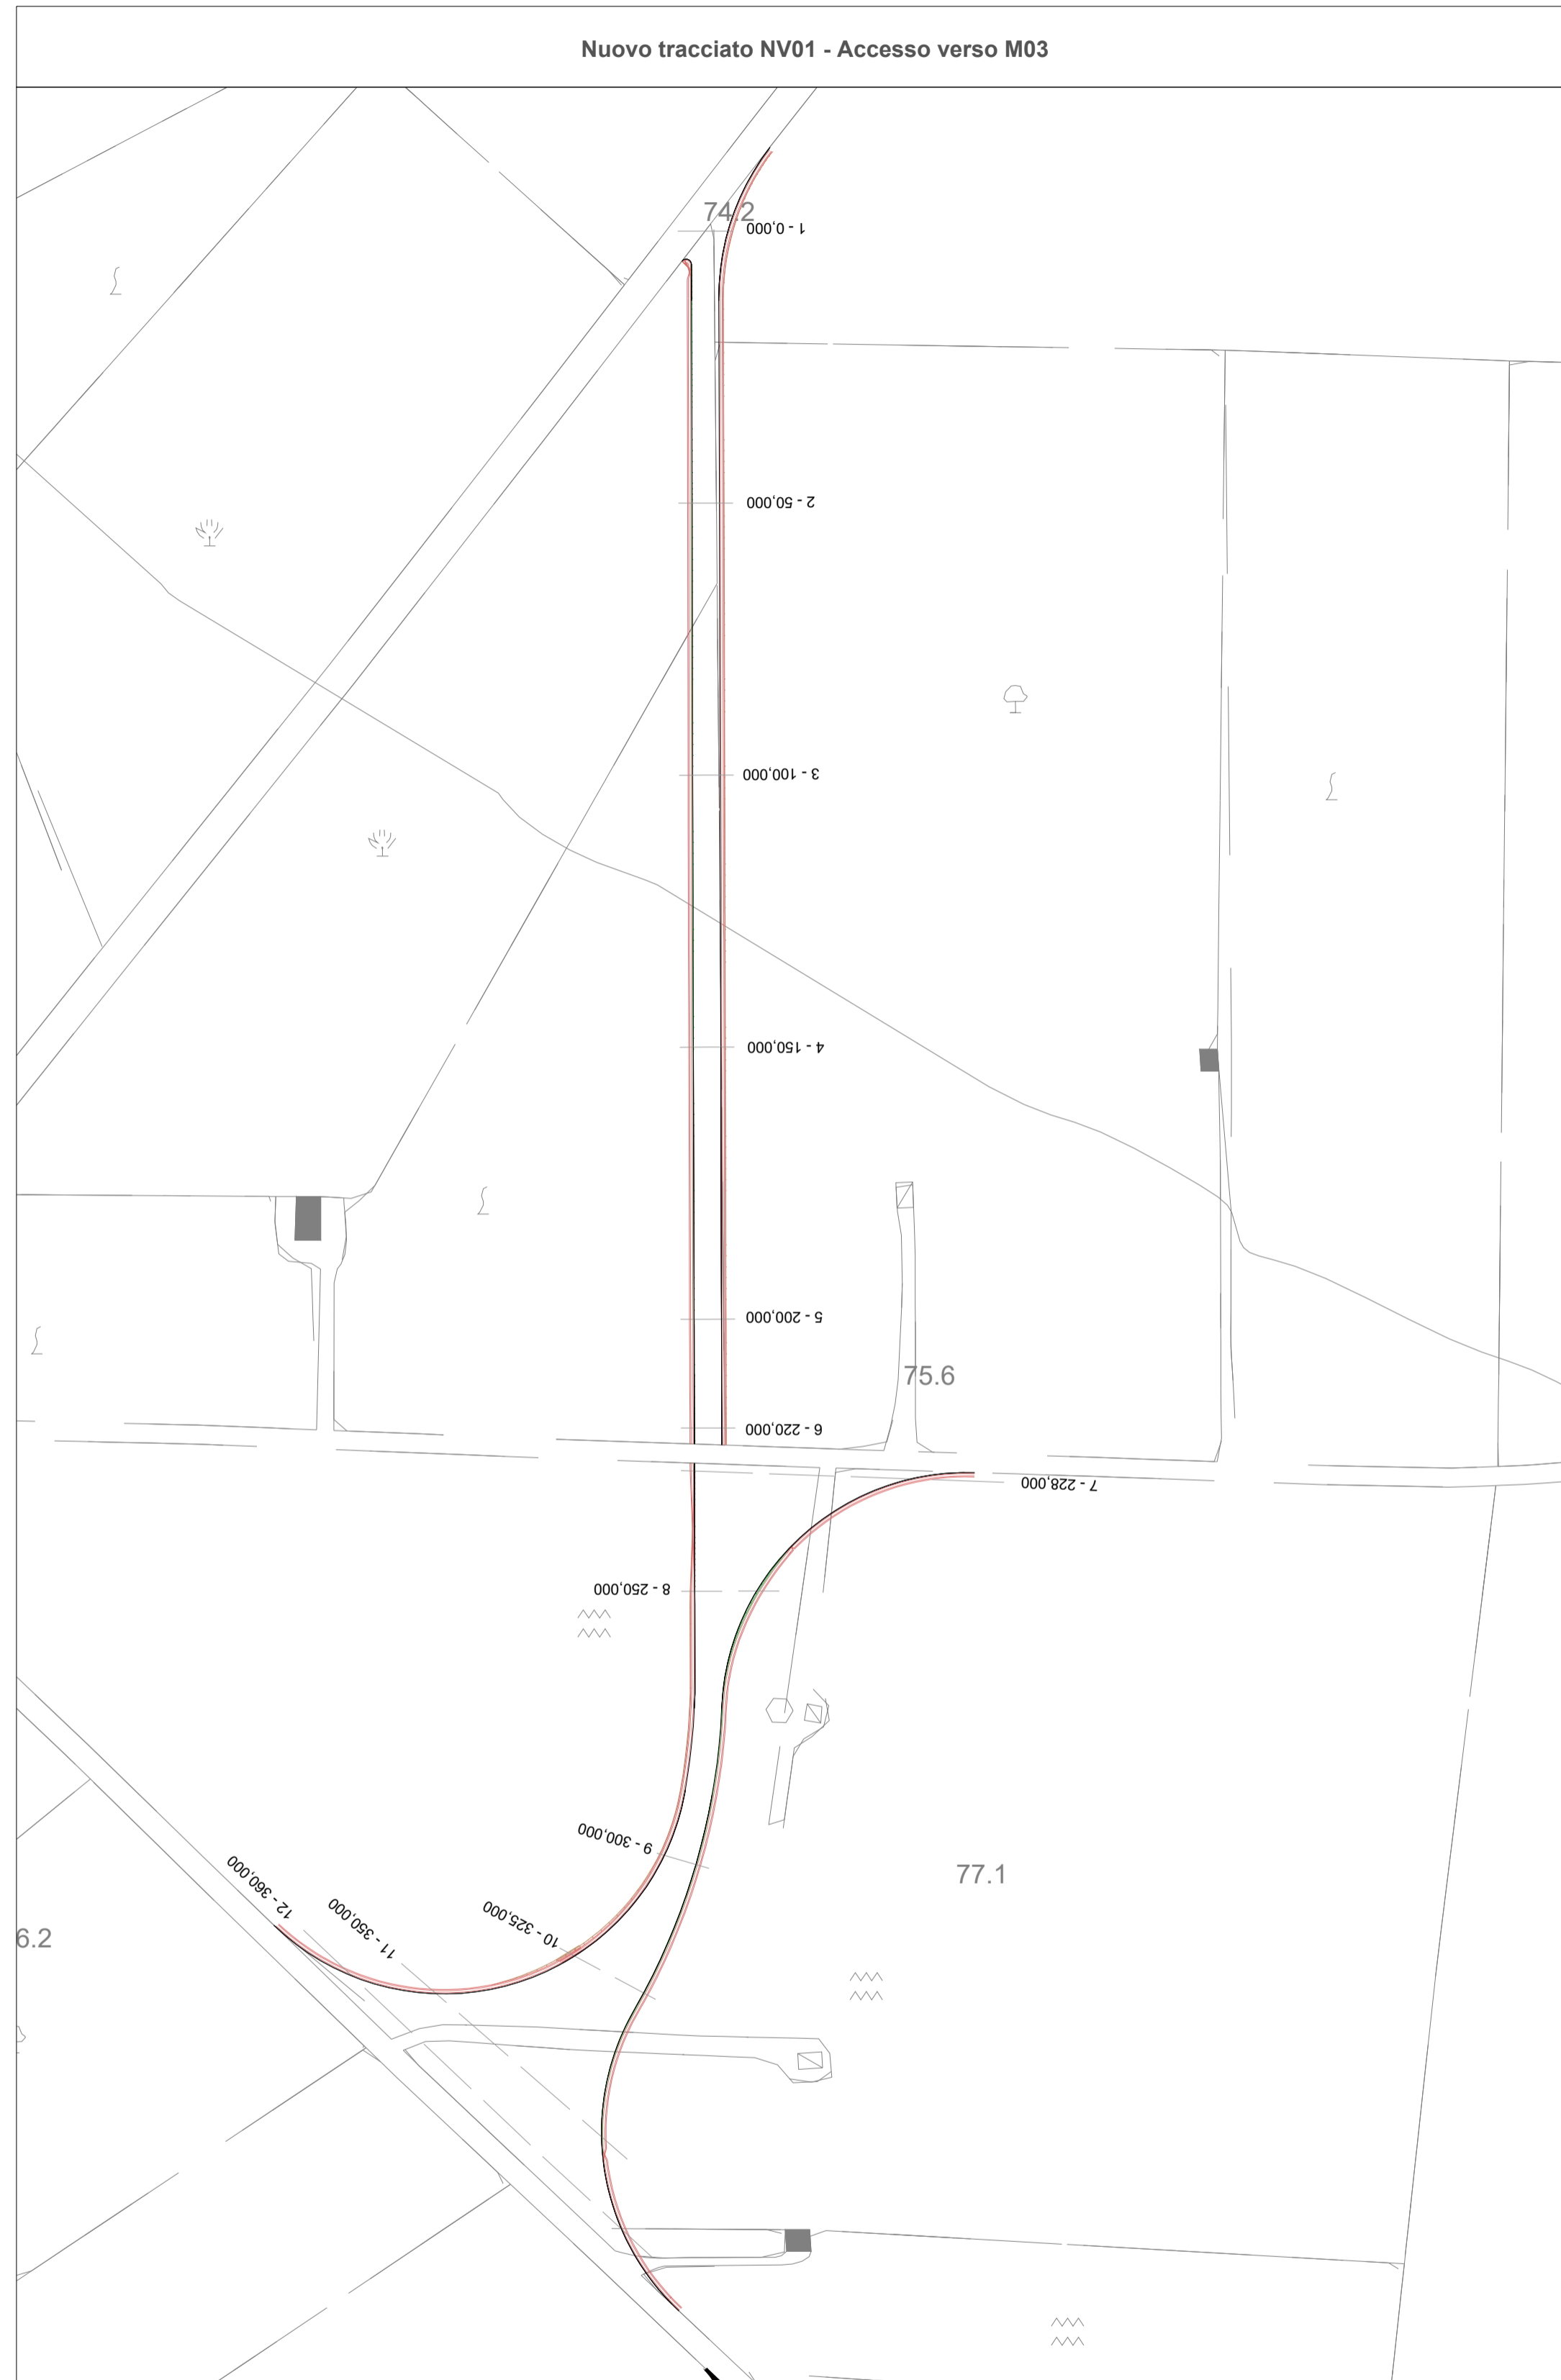 Nuovo tracciato NV01 - Accesso verso M03
74.2
1 - 0,000
2 - 50,000
3 - 100,000
4 - 150,000
5 - 200,000
75.6
6 - 220,000
7 - 228,000
8 - 250,000
9 - 300,000
77.1
12 - 360,000
11 - 350,000
10 - 325,000
6.2